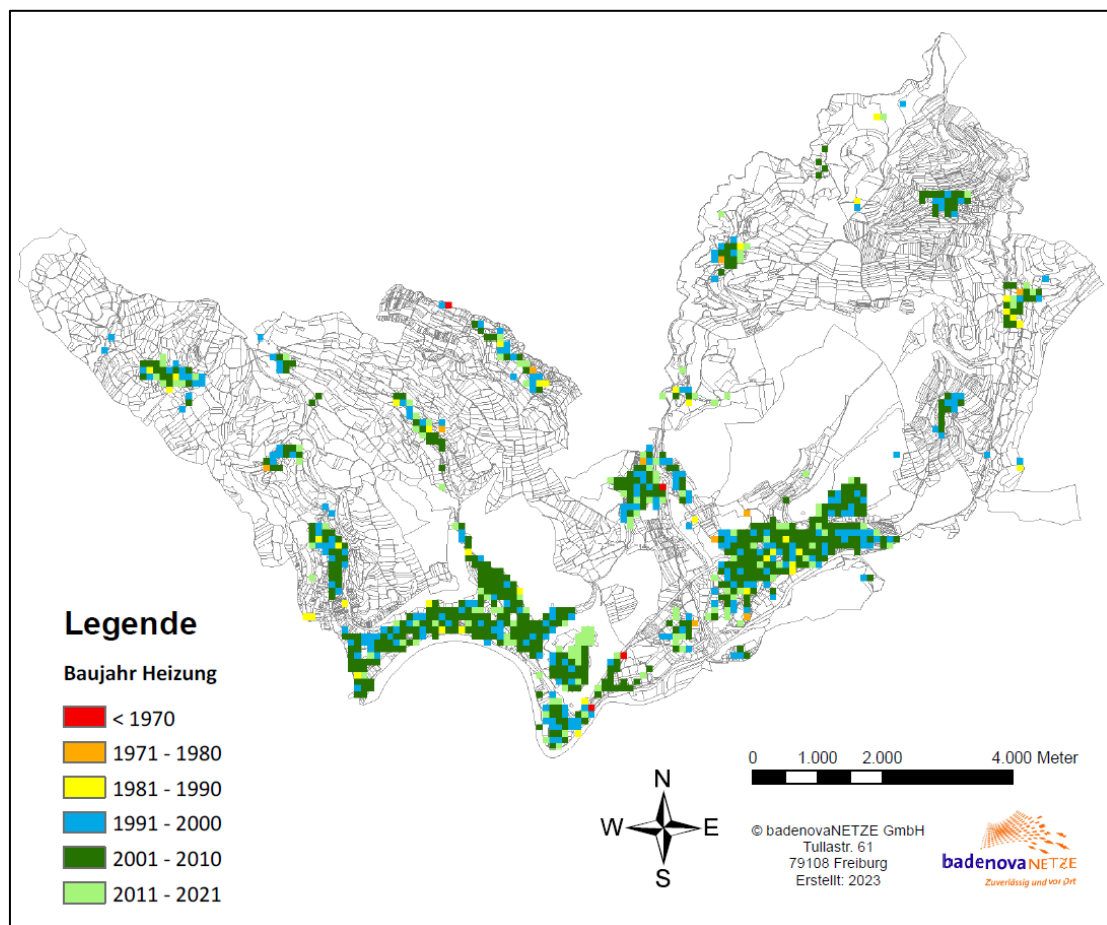 Legende
Baujahr Heizung
< 1970
1971 - 1980
1981 - 1990
1991 - 2000
2001 - 2010
2011 - 2021
N
W E
S
0 1.000 2.000 4.000 Meter
© badenovaNETZE GmbH
Tullastr. 61
79108 Freiburg
Erstellt: 2023
badenovaNETZE
Zuverlässig und vor Ort